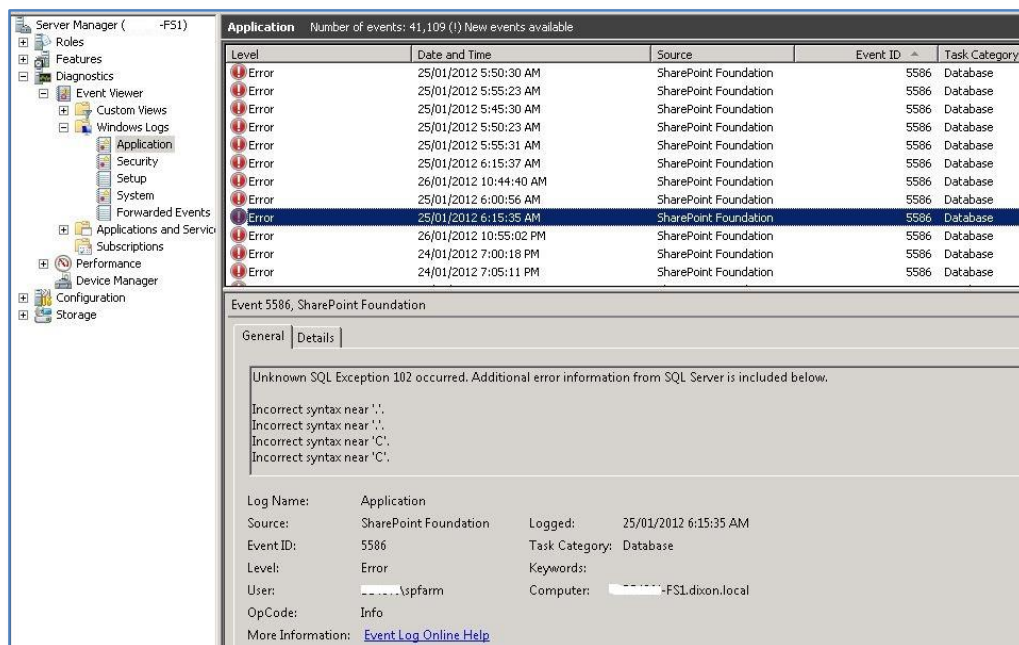 Server Manager ( -FS1)
Roles
Features
Diagnostics
Event Viewer
Custom Views
Windows Logs
Application
Security
Setup
System
Forwarded Events
Applications and Servic
Subscriptions
Performance
Device Manager
Configuration
Storage
Application Number of events: 41,109 (!) New events available
Level Date and Time Source Event ID Task Category
Error 25/01/2012 5:50:30 AM SharePoint Foundation 5586 Database
Error 25/01/2012 5:55:23 AM SharePoint Foundation 5586 Database
Error 25/01/2012 5:45:30 AM SharePoint Foundation 5586 Database
Error 25/01/2012 5:50:23 AM SharePoint Foundation 5586 Database
Error 25/01/2012 5:55:31 AM SharePoint Foundation 5586 Database
Error 25/01/2012 6:15:37 AM SharePoint Foundation 5586 Database
Error 26/01/2012 10:44:40 AM SharePoint Foundation 5586 Database
Error 25/01/2012 6:00:56 AM SharePoint Foundation 5586 Database
Error 25/01/2012 6:15:35 AM SharePoint Foundation 5586 Database
Error 26/01/2012 10:55:02 PM SharePoint Foundation 5586 Database
Error 24/01/2012 7:00:18 PM SharePoint Foundation 5586 Database
Error 24/01/2012 7:05:11 PM SharePoint Foundation 5586 Database
Event 5586, SharePoint Foundation
General Details
Unknown SQL Exception 102 occurred. Additional error information from SQL Server is included below.
Incorrect syntax near '.'.
Incorrect syntax near '.'.
Incorrect syntax near 'C'.
Incorrect syntax near 'C'.
Log Name: Application
Source: SharePoint Foundation Logged: 25/01/2012 6:15:35 AM
Event ID: 5586 Task Category: Database
Level: Error Keywords:
User: \spfarm Computer: -FS1.dixon.local
OpCode: Info
More Information: Event Log Online Help